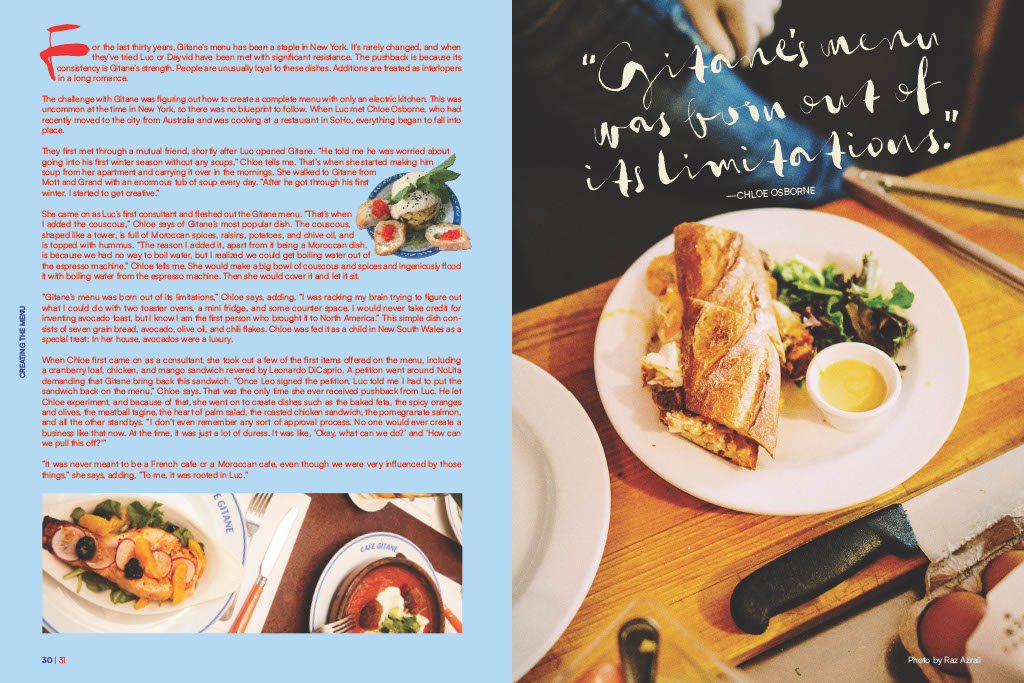 For the last thirty years, Gitane's menu has been a staple in New York. It's rarely changed, and when
they've tried Luc or Dayvid have been met with significant resistance. The pushback is because its
consistency is Gitane's strength. People are unusually loyal to these dishes. Additions are treated as interlopers
in a long romance.
The challenge with Gitane was figuring out how to create a complete menu with only an electric kitchen. This was
uncommon at the time in New York, so there was no blueprint to follow. When Luc met Chloe Osborne, who had
recently moved to the city from Australia and was cooking at a restaurant in SoHo, everything began to fall into
place.
They first met through a mutual friend, shortly after Luc opened Gitane. "He told me he was worried about
going into his first winter season without any soups," Chloe tells me. That's when she started making him
soup from her apartment and carrying it over in the mornings. She walked to Gitane from
Mott and Grand with an enormous tub of soup every day. "After he got through his first
winter, I started to get creative."
She came on as Luc's first consultant and fleshed out the Gitane menu. "That's when
I added the couscous," Chloe says of Gitane's most popular dish. The couscous,
shaped like a tower, is full of Moroccan spices, raisins, potatoes, and chive oil, and
is topped with hummus. "The reason I added it, apart from it being a Moroccan dish,
is because we had no way to boil water, but I realized we could get boiling water out of
the espresso machine," Chloe tells me. She would make a big bowl of couscous and spices and ingeniously flood
it with boiling water from the espresso machine. Then she would cover it and let it sit.
"Gitane's menu was born out of its limitations," Chloe says, adding, "I was racking my brain trying to figure out
what I could do with two toaster ovens, a mini fridge, and some counter space. I would never take credit for
inventing avocado toast, but I know I am the first person who brought it to North America." This simple dish con-
sists of seven grain bread, avocado, olive oil, and chili flakes. Chloe was fed it as a child in New South Wales as a
special treat: In her house, avocados were a luxury.
When Chloe first came on as a consultant, she took out a few of the first items offered on the menu, including
a cranberry loaf, chicken, and mango sandwich revered by Leonardo DiCaprio. A petition went around NoLIta
demanding that Gitane bring back this sandwich. "Once Leo signed the petition, Luc told me I had to put the
sandwich back on the menu," Chloe says. That was the only time she ever received pushback from Luc. He let
Chloe experiment, and because of that, she went on to create dishes such as the baked feta, the spicy oranges
and olives, the meatball tagine, the heart of palm salad, the roasted chicken sandwich, the pomegranate salmon,
and all the other standbys. "I don't even remember any sort of approval process. No one would ever create a
business like that now. At the time, it was just a lot of duress. It was like, 'Okay, what can we do?' and 'How can
we pull this off?'"
"It was never meant to be a French cafe or a Moroccan cafe, even though we were very influenced by those
things," she says, adding, "To me, it was rooted in Luc."
CREATING THE MENU
E GITANE
CAFE GITANE
30 | 31
"Gitane's menu
was born out of
its limitations."
—CHLOE OSBORNE
Photo by Raz Azraii